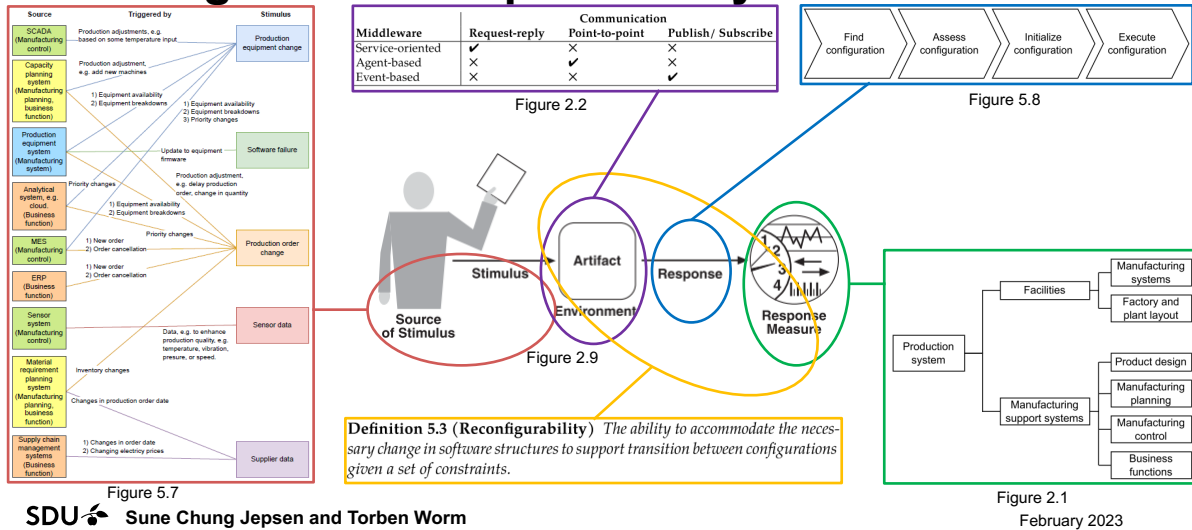 Source
Triggered by
Stimulus
SCADA
(Manufacturing
control)
Production adjustments, e.g.
based on some temperature input
Production
equipment change
Capacity
planning
system
(Manufacturing
planning,
business
function)
Production adjustment,
e.g. add new machines
1) Equipment availability
2) Equipment breakdowns
1) Equipment availability
2) Equipment breakdowns
3) Priority changes
Production
equipment
system
(Manufacturing
system)
Update to equipment
firmware
Software failure
Production adjustment,
e.g. delay production
order, change in quantity
Analytical
system, e.g.
cloud.
(Business
function)
Priority changes
1) Equipment availability
2) Equipment breakdowns
Priority changes
MES
(Manufacturing
control)
1) New order
2) Order cancellation
Production order
change
ERP
(Business
function)
1) New order
2) Order cancellation
Sensor
system
(Manufacturing
control)
Sensor data
Data, e.g. to enhance
production quality, e.g.
temperature, vibration,
presure, or speed.
Material
requirement
planning
system
(Manufacturing
planning,
business
function)
Inventory changes
Changes in production order date
Supply chain
management
systems
(Business
function)
1) Changes in order date
2) Changing electricy prices
Supplier data
Figure 5.7
Communication
Middleware Request-reply Point-to-point Publish/ Subscribe
Service-oriented ✔ × ×
Agent-based × ✔ ×
Event-based × × ✔
Figure 2.2
Find
configuration
Assess
configuration
Initialize
configuration
Execute
configuration
Figure 5.8
Source
of Stimulus
Stimulus
Artifact
Environment
Response
1
2
3
4
Response
Measure
Figure 2.9
Definition 5.3 (Reconfigurability) The ability to accommodate the neces-
sary change in software structures to support transition between configurations
given a set of constraints.
Production
system
Facilities
Manufacturing
systems
Factory and
plant layout
Manufacturing
support systems
Product design
Manufacturing
planning
Manufacturing
control
Business
functions
Figure 2.1
SDU Sune Chung Jepsen and Torben Worm
February 2023